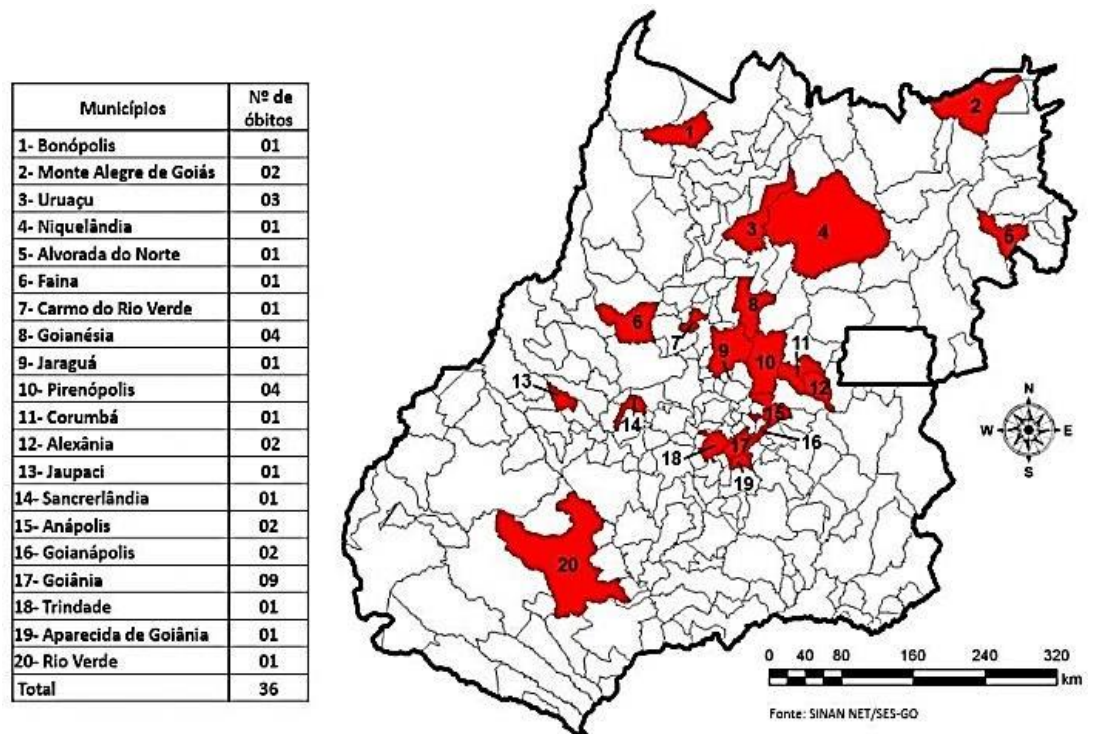 Municípios Nº de óbitos
1- Bonópolis 01
2- Monte Alegre de Goiás 02
3- Uruaçu 03
4- Niquelândia 01
5- Alvorada do Norte 01
6- Faina 01
7- Carmo do Rio Verde 01
8- Goianésia 04
9- Jaraguá 01
10- Pirenópolis 04
11- Corumbá 01
12- Alexânia 02
13- Jaupaci 01
14- Sancrerlândia 01
15- Anápolis 02
16- Goianápolis 02
17- Goiânia 09
18- Trindade 01
19- Aparecida de Goiânia 01
20- Rio Verde 01
Total 36
1
2
3
4
5
6
7
8
9
10
11
12
13
14
15
16
17
18
19
20
N
W E
S
0 40 80 160 240 320
km
Fonte: SINAN NET/SES-GO